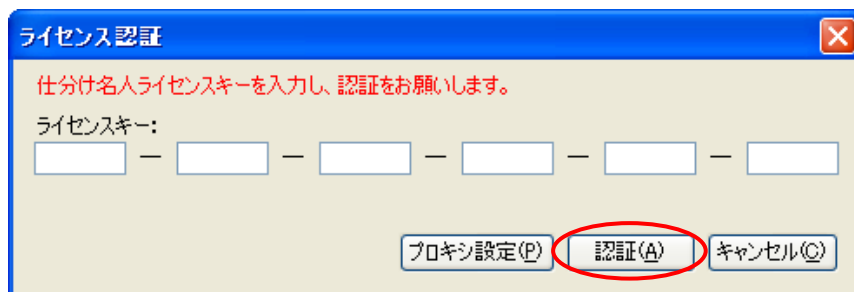 ライセンス認証
仕分け名人ライセンスキーを入力し、認証をお願いします。
ライセンスキー:
― ― ― ― ―
プロキシ設定(P) 認証(A) キャンセル(C)